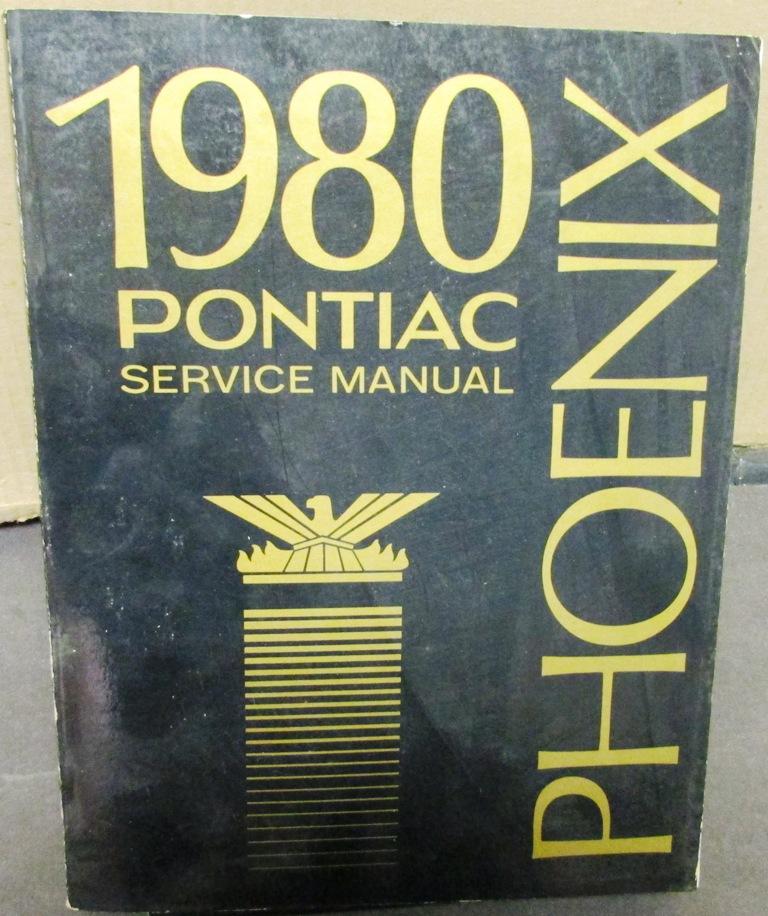 1980
PONTIAC
SERVICE MANUAL
PHOENIX